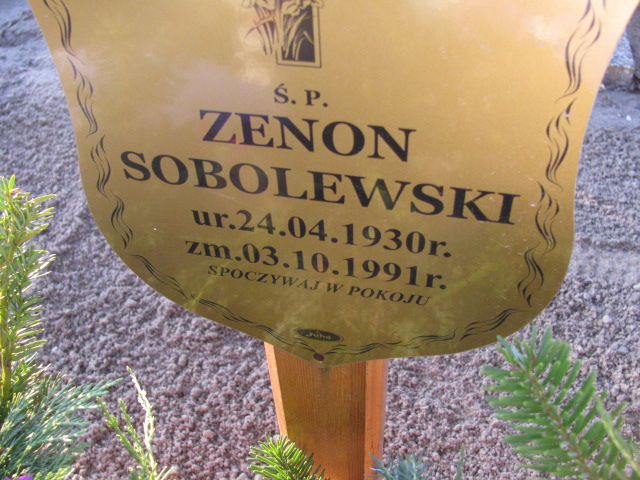 Ś. P.
ZENON
SOBOLEWSKI
ur.24.04.1930r.
zm.03.10.1991r.
SPOCZYWAJ W POKOJU